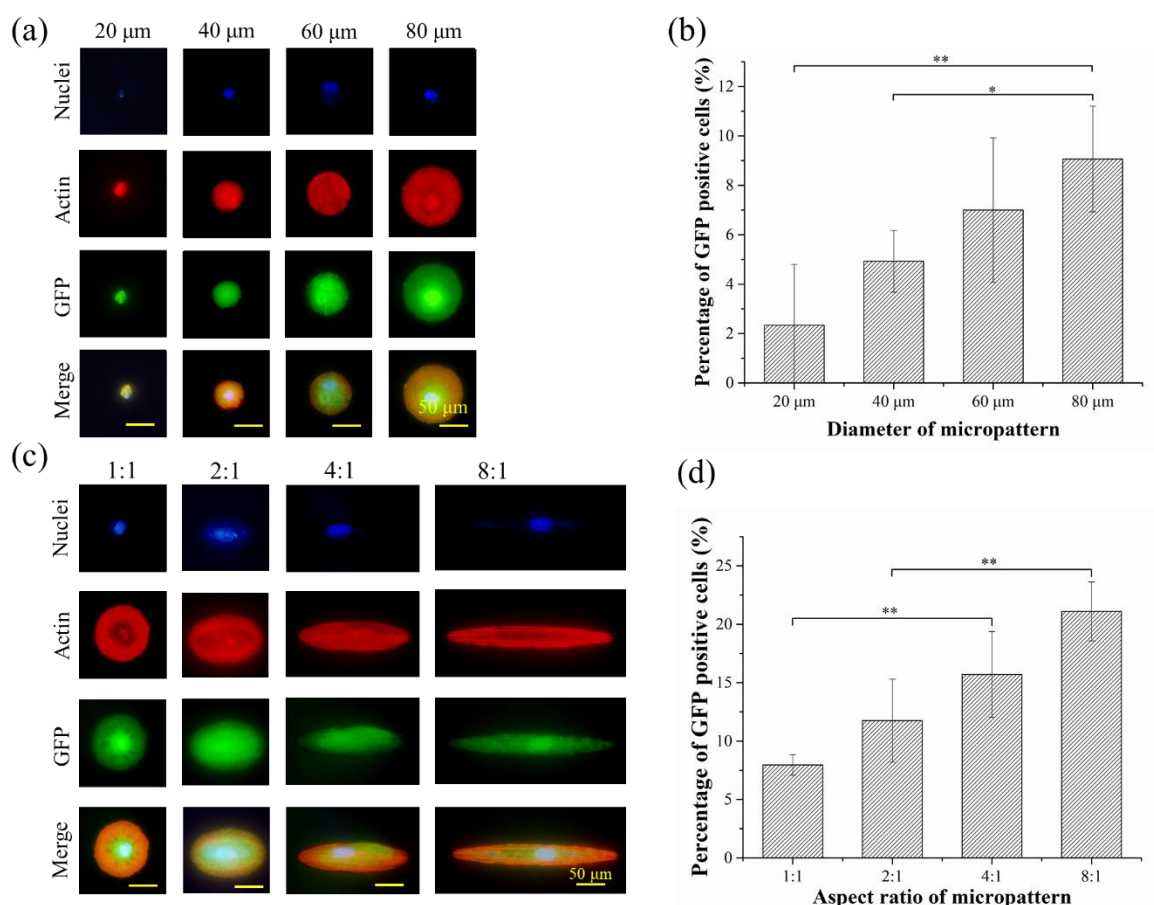 (a)
20 μm 40 μm 60 μm 80 μm
Nuclei
Actin
GFP
Merge
50 μm
(b)
Percentage of GFP positive cells (%)
12
10
8
6
4
2
0
**
*
20 μm 40 μm 60 μm 80 μm
Diameter of micropattern
(c)
1:1 2:1 4:1 8:1
Nuclei
Actin
GFP
Merge
50 μm
(d)
Percentage of GFP positive cells (%)
25
20
15
10
5
0
**
**
1:1 2:1 4:1 8:1
Aspect ratio of micropattern